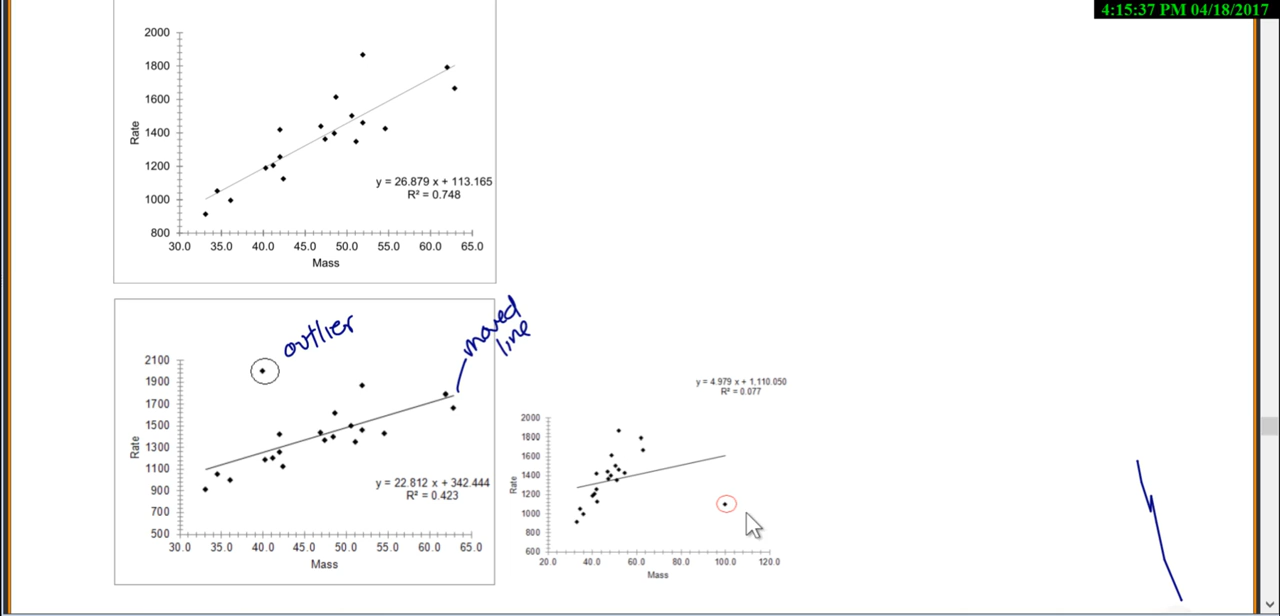 4:15:37 PM 04/18/2017
2000
1800
1600
1400
1200
1000
800
Rate
y = 26.879 x + 113.165
R² = 0.748
30.0 35.0 40.0 45.0 50.0 55.0 60.0 65.0
Mass
outlier
moved
line
2100
1900
1700
1500
1300
1100
900
700
500
Rate
y = 22.812 x + 342.444
R² = 0.423
30.0 35.0 40.0 45.0 50.0 55.0 60.0 65.0
Mass
y = 4.979 x + 1,110.050
R² = 0.077
2000
1800
1600
1400
1200
1000
800
600
Rate
20.0 40.0 60.0 80.0 100.0 120.0
Mass